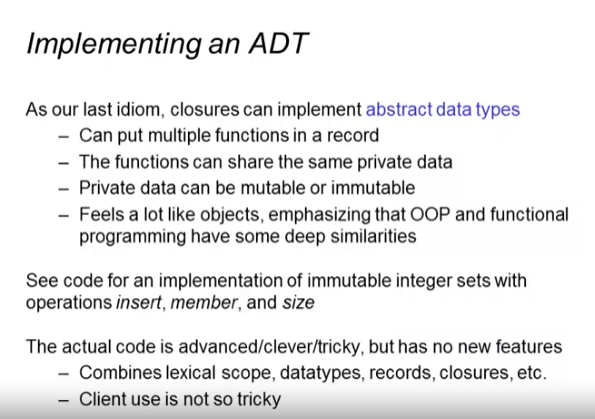 Implementing an ADT
As our last idiom, closures can implement abstract data types
– Can put multiple functions in a record
– The functions can share the same private data
– Private data can be mutable or immutable
– Feels a lot like objects, emphasizing that OOP and functional
programming have some deep similarities
See code for an implementation of immutable integer sets with
operations insert, member, and size
The actual code is advanced/clever/tricky, but has no new features
– Combines lexical scope, datatypes, records, closures, etc.
– Client use is not so tricky